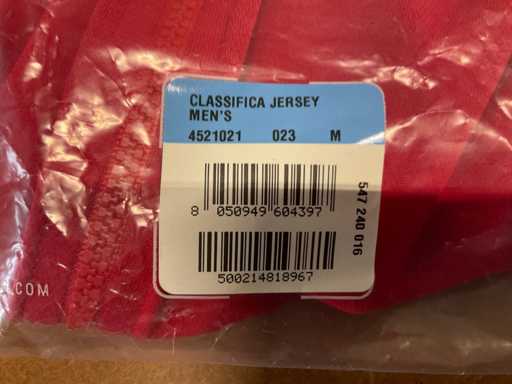 CLASSIFICA JERSEY
MEN'S
4521021 023 M
8 050949 604397
500214818967
547 240 016
.COM